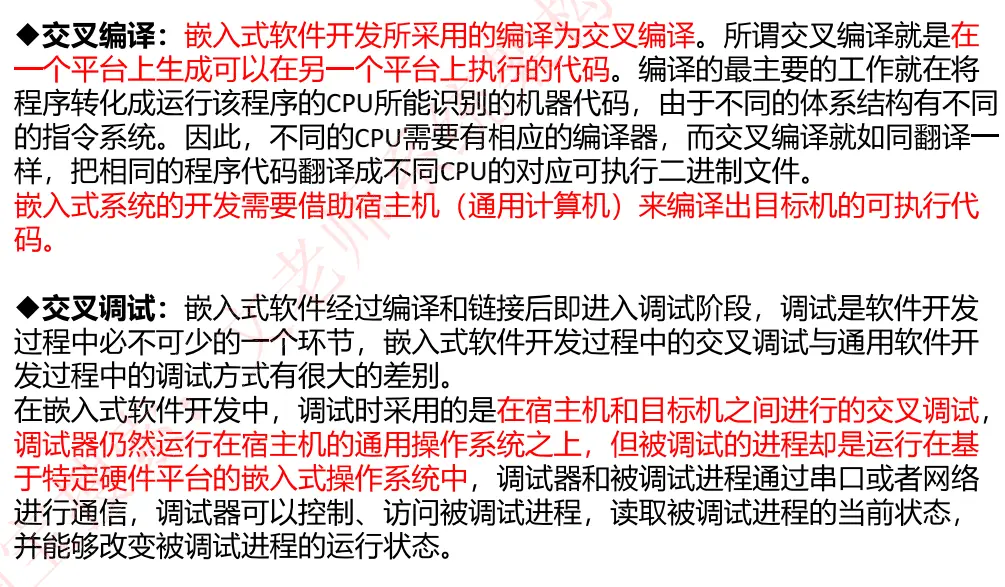 ◆交叉编译：嵌入式软件开发所采用的编译为交叉编译。所谓交叉编译就是在
一个平台上生成可以在另一个平台上执行的代码。编译的最主要的工作就在将
程序转化成运行该程序的CPU所能识别的机器代码，由于不同的体系结构有不同
的指令系统。因此，不同的CPU需要有相应的编译器，而交叉编译就如同翻译一
样，把相同的程序代码翻译成不同CPU的对应可执行二进制文件。
嵌入式系统的开发需要借助宿主机（通用计算机）来编译出目标机的可执行代
码。
◆交叉调试：嵌入式软件经过编译和链接后即进入调试阶段，调试是软件开发
过程中必不可少的一个环节，嵌入式软件开发过程中的交叉调试与通用软件开
发过程中的调试方式有很大的差别。
在嵌入式软件开发中，调试时采用的是在宿主机和目标机之间进行的交叉调试，
调试器仍然运行在宿主机的通用操作系统之上，但被调试的进程却是运行在基
于特定硬件平台的嵌入式操作系统中，调试器和被调试进程通过串口或者网络
进行通信，调试器可以控制、访问被调试进程，读取被调试进程的当前状态，
并能够改变被调试进程的运行状态。